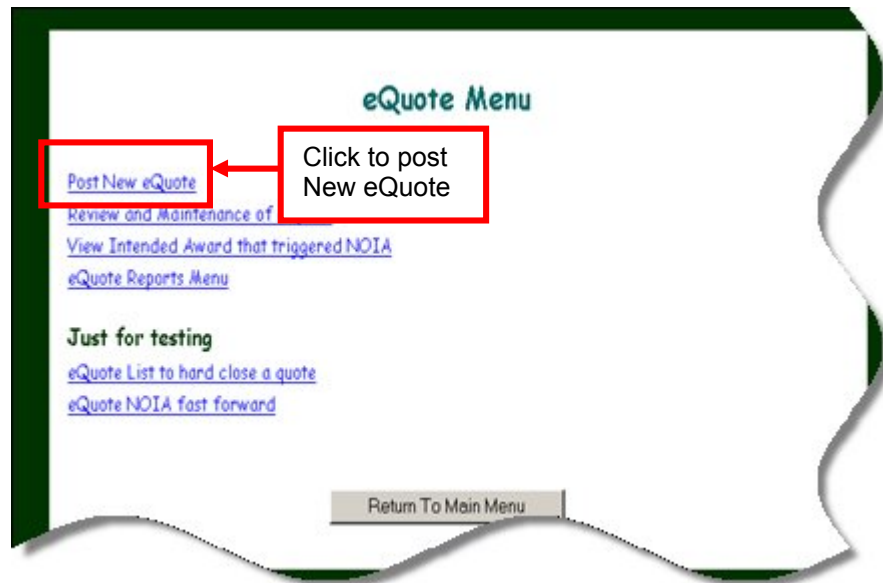 eQuote Menu
Click to post
New eQuote
Post New eQuote
Review and Maintenance of
View Intended Award that triggered NOIA
eQuote Reports Menu
Just for testing
eQuote List to hard close a quote
eQuote NOIA fast forward
Return To Main Menu